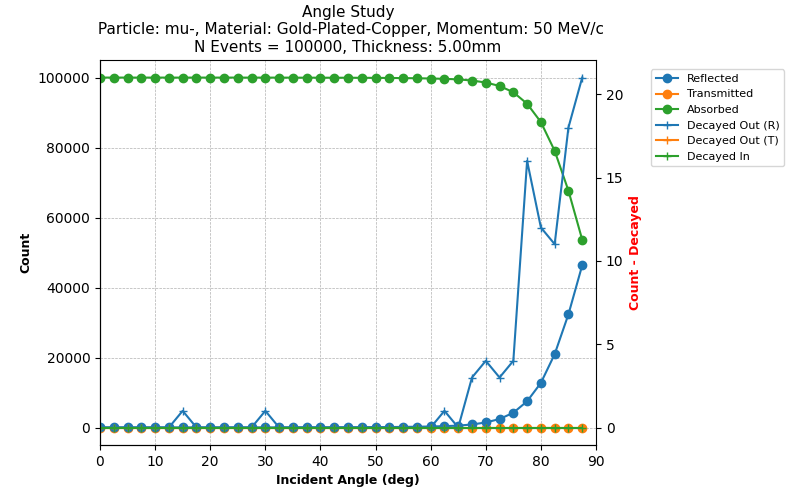 Angle Study
Particle: mu-, Material: Gold-Plated-Copper, Momentum: 50 MeV/c
N Events = 100000, Thickness: 5.00mm
100000
80000
60000
40000
20000
0
Count
0 10 20 30 40 50 60 70 80 90
Incident Angle (deg)
20
15
10
5
0
Count - Decayed
Reflected
Transmitted
Absorbed
Decayed Out (R)
Decayed Out (T)
Decayed In